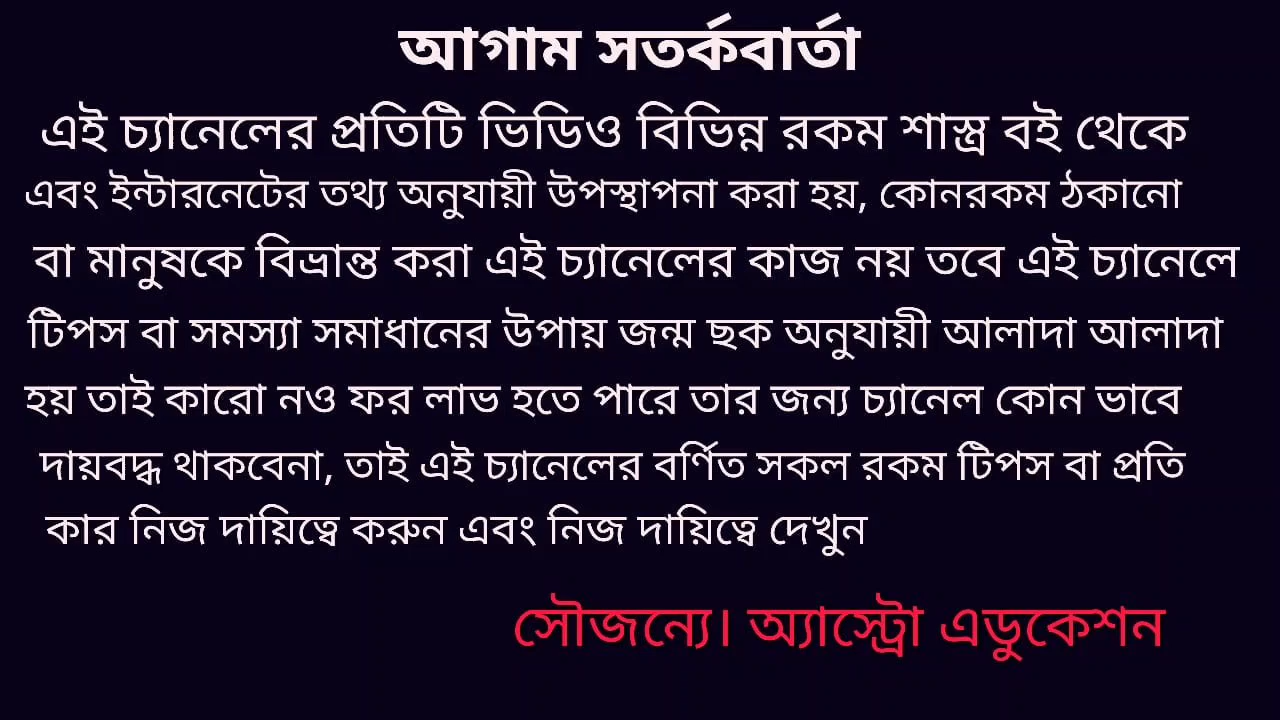 আগাম সতর্কবার্তা
এই চ্যানেলের প্রতিটি ভিডিও বিভিন্ন রকম শাস্ত্র বই থেকে
এবং ইন্টারনেটের তথ্য অনুযায়ী উপস্থাপনা করা হয়, কোনরকম ঠকানো
বা মানুষকে বিভ্রান্ত করা এই চ্যানেলের কাজ নয় তবে এই চ্যানেলে
টিপস বা সমস্যা সমাধানের উপায় জন্ম ছক অনুযায়ী আলাদা আলাদা
হয় তাই কারো নও ফর লাভ হতে পারে তার জন্য চ্যানেল কোন ভাবে
দায়বদ্ধ থাকবেনা, তাই এই চ্যানেলের বর্ণিত সকল রকম টিপস বা প্রতি
কার নিজ দায়িত্বে করুন এবং নিজ দায়িত্বে দেখুন
সৌজন্যে। অ্যাস্ট্রো এডুকেশন